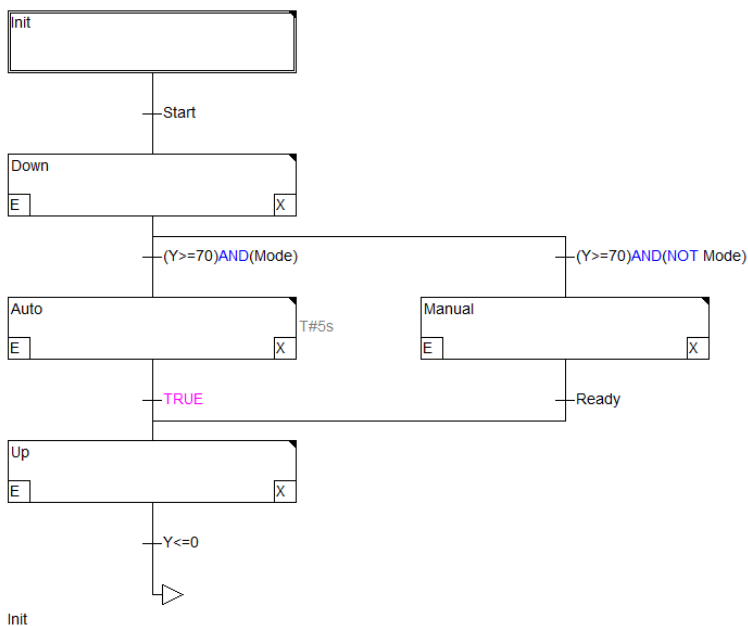 Init
Start
Down
E X
(Y>=70)AND(Mode) (Y>=70)AND(NOT Mode)
Auto T#5s Manual
E X E X
TRUE Ready
Up
E X
Y<=0
Init